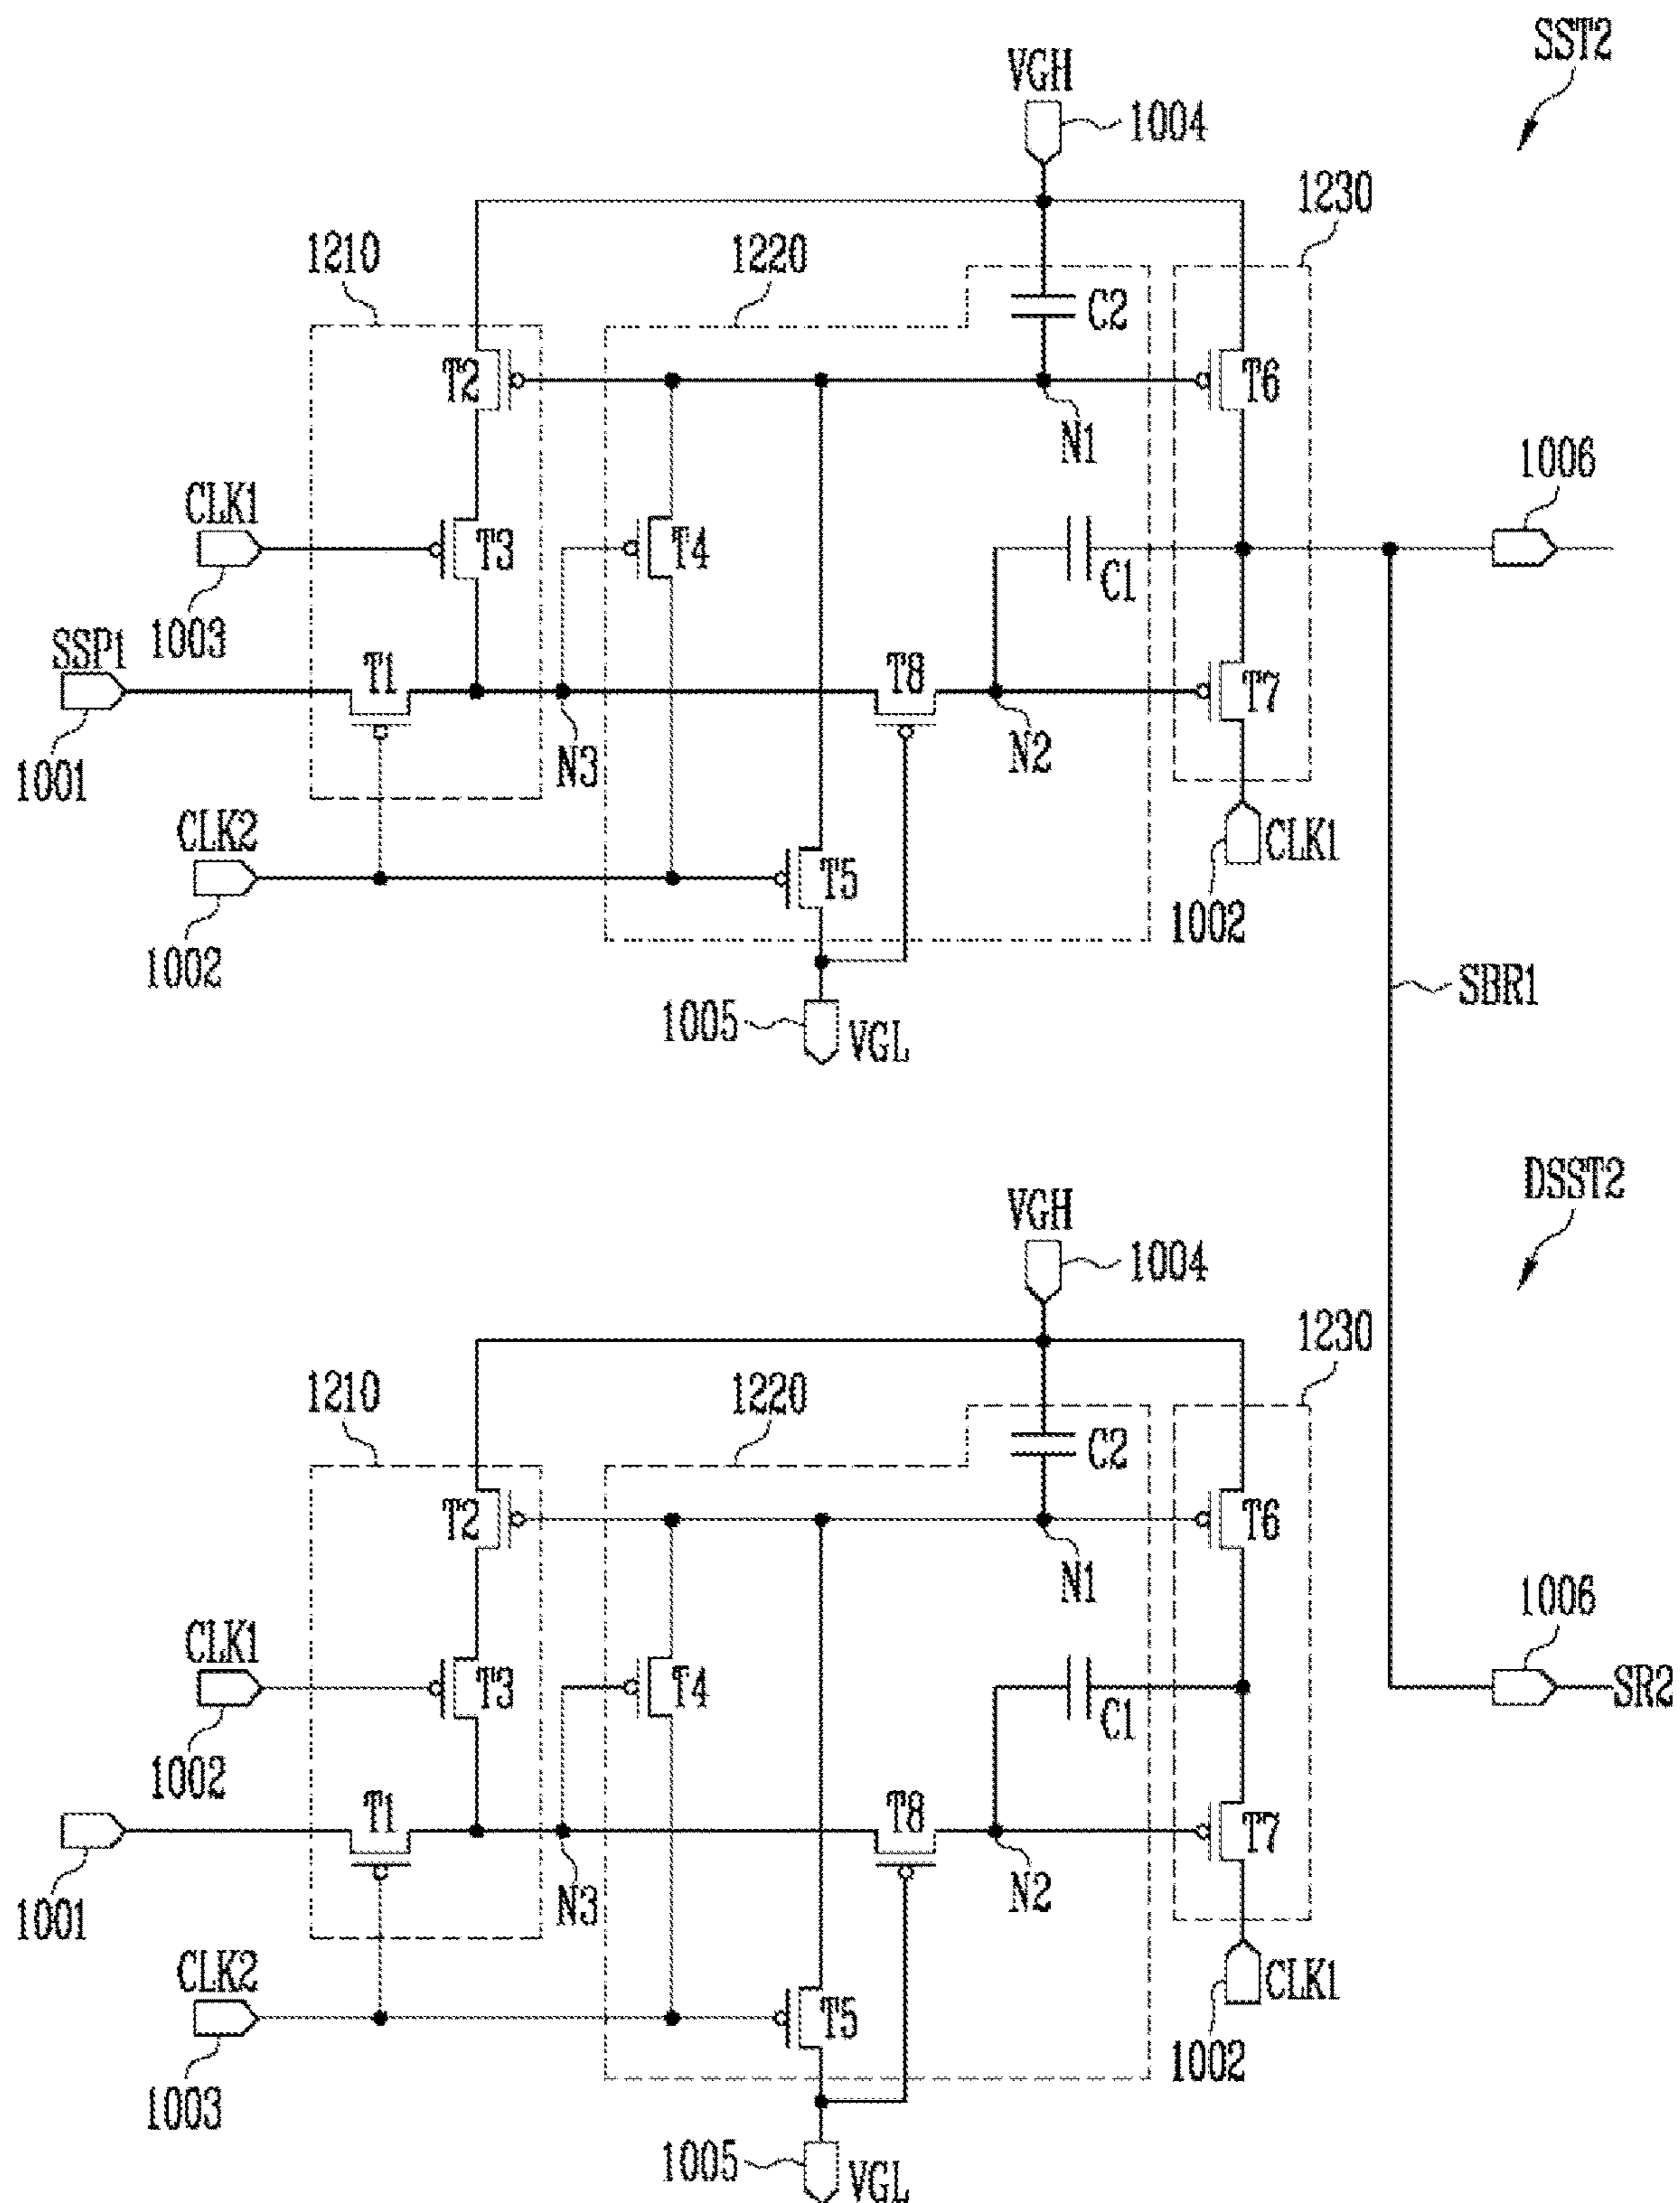 SST2
VGH
1004
1230
1210
1220
C2
T2
T6
N1
1006
CLK1
T3
T4
C1
1003
SSP1
T1
T8
T7
1001
N3
N2
CLK2
T5
CLK1
1002
1002
SBR1
1005
VGL
DSST2
VGH
1004
1230
1210
1220
C2
T2
T6
N1
1006
CLK1
T3
T4
C1
SR2
1002
T1
T8
T7
1001
N3
N2
CLK2
T5
CLK1
1003
1002
1005
VGL